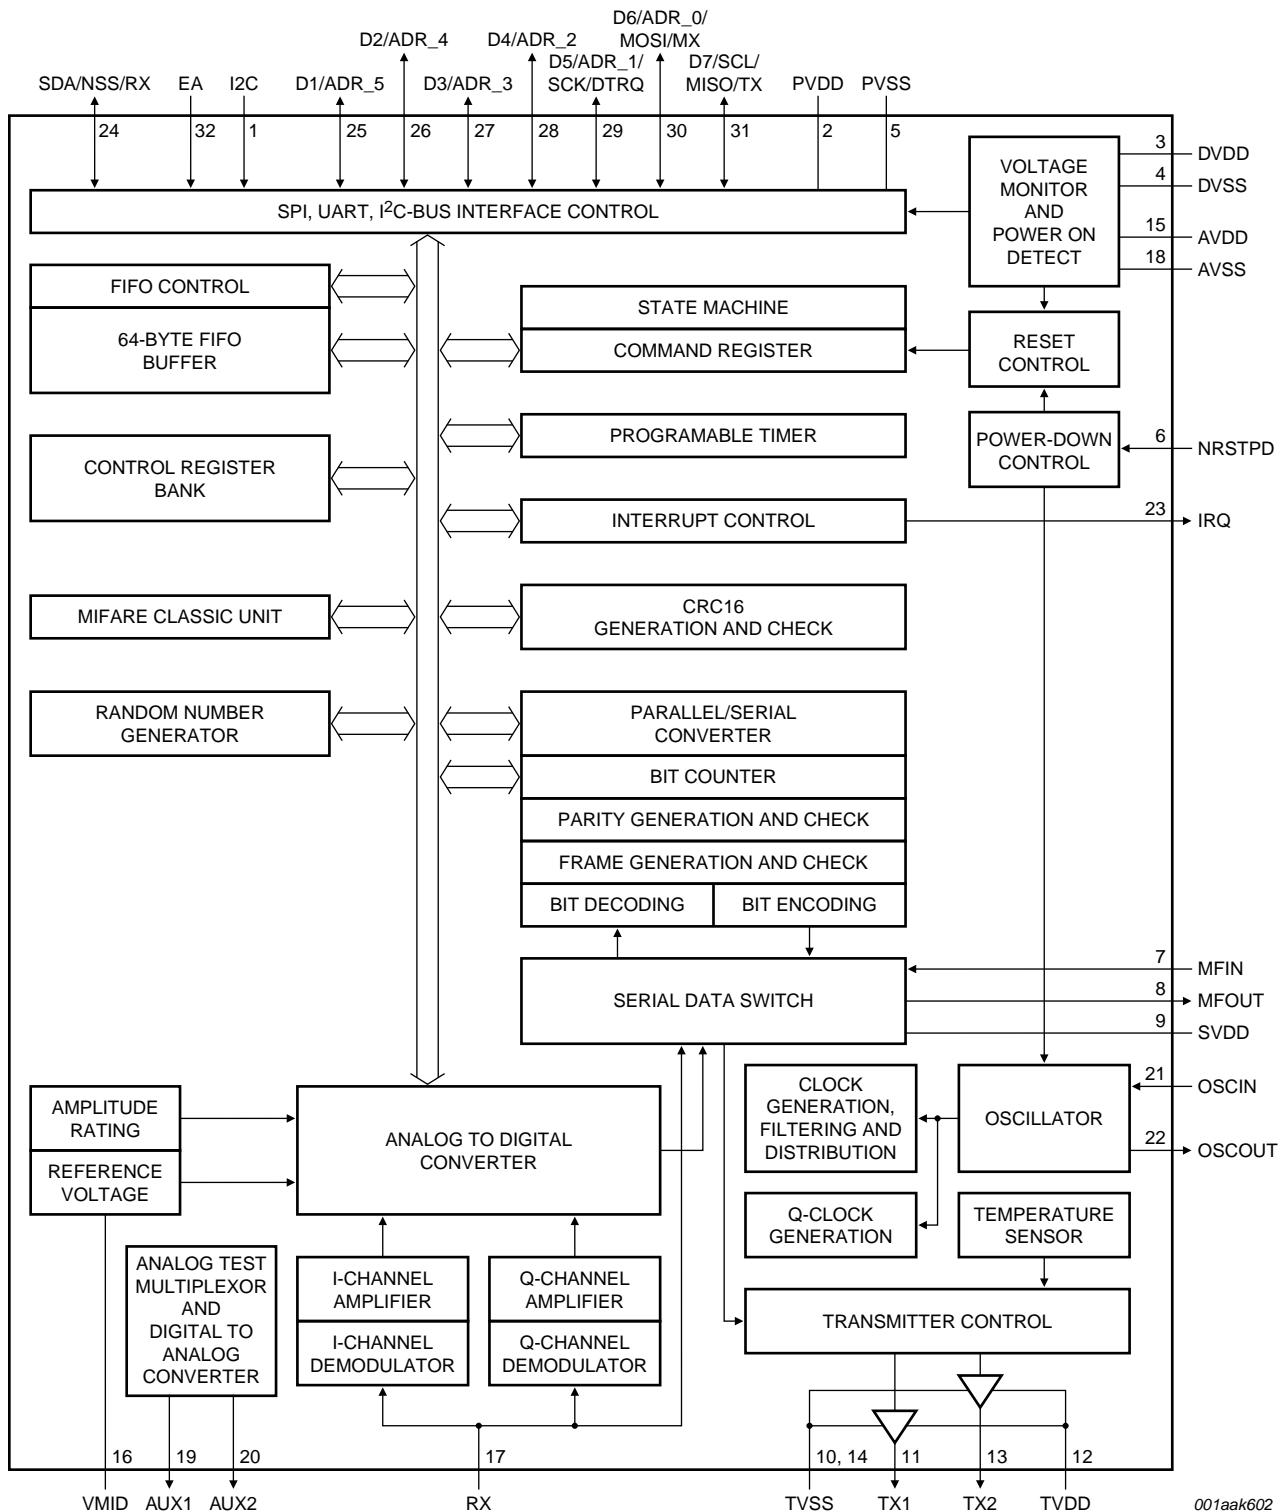 D6/ADR_0/
MOSI/MX
D2/ADR_4
D4/ADR_2
D5/ADR_1/
SCK/DTRQ
D7/SCL/
MISO/TX
SDA/NSS/RX
EA
I2C
D1/ADR_5
D3/ADR_3
PVDD
PVSS
24
32
1
25
26
27
28
29
30
31
2
5
SPI, UART, I²C-BUS INTERFACE CONTROL
VOLTAGE
MONITOR
AND
POWER ON
DETECT
3
DVDD
4
DVSS
15
AVDD
18
AVSS
FIFO CONTROL
64-BYTE FIFO
BUFFER
STATE MACHINE
COMMAND REGISTER
RESET
CONTROL
CONTROL REGISTER
BANK
PROGRAMABLE TIMER
POWER-DOWN
CONTROL
6
NRSTPD
INTERRUPT CONTROL
23
IRQ
MIFARE CLASSIC UNIT
CRC16
GENERATION AND CHECK
RANDOM NUMBER
GENERATOR
PARALLEL/SERIAL
CONVERTER
BIT COUNTER
PARITY GENERATION AND CHECK
FRAME GENERATION AND CHECK
BIT DECODING
BIT ENCODING
SERIAL DATA SWITCH
7
MFIN
8
MFOUT
9
SVDD
AMPLITUDE
RATING
REFERENCE
VOLTAGE
ANALOG TO DIGITAL
CONVERTER
CLOCK
GENERATION,
FILTERING AND
DISTRIBUTION
OSCILLATOR
21
OSCIN
22
OSCOUT
Q-CLOCK
GENERATION
TEMPERATURE
SENSOR
ANALOG TEST
MULTIPLEXOR
AND
DIGITAL TO
ANALOG
CONVERTER
I-CHANNEL
AMPLIFIER
I-CHANNEL
DEMODULATOR
Q-CHANNEL
AMPLIFIER
Q-CHANNEL
DEMODULATOR
TRANSMITTER CONTROL
16
19
20
17
10, 14
11
13
12
VMID
AUX1
AUX2
RX
TVSS
TX1
TX2
TVDD
001aak602